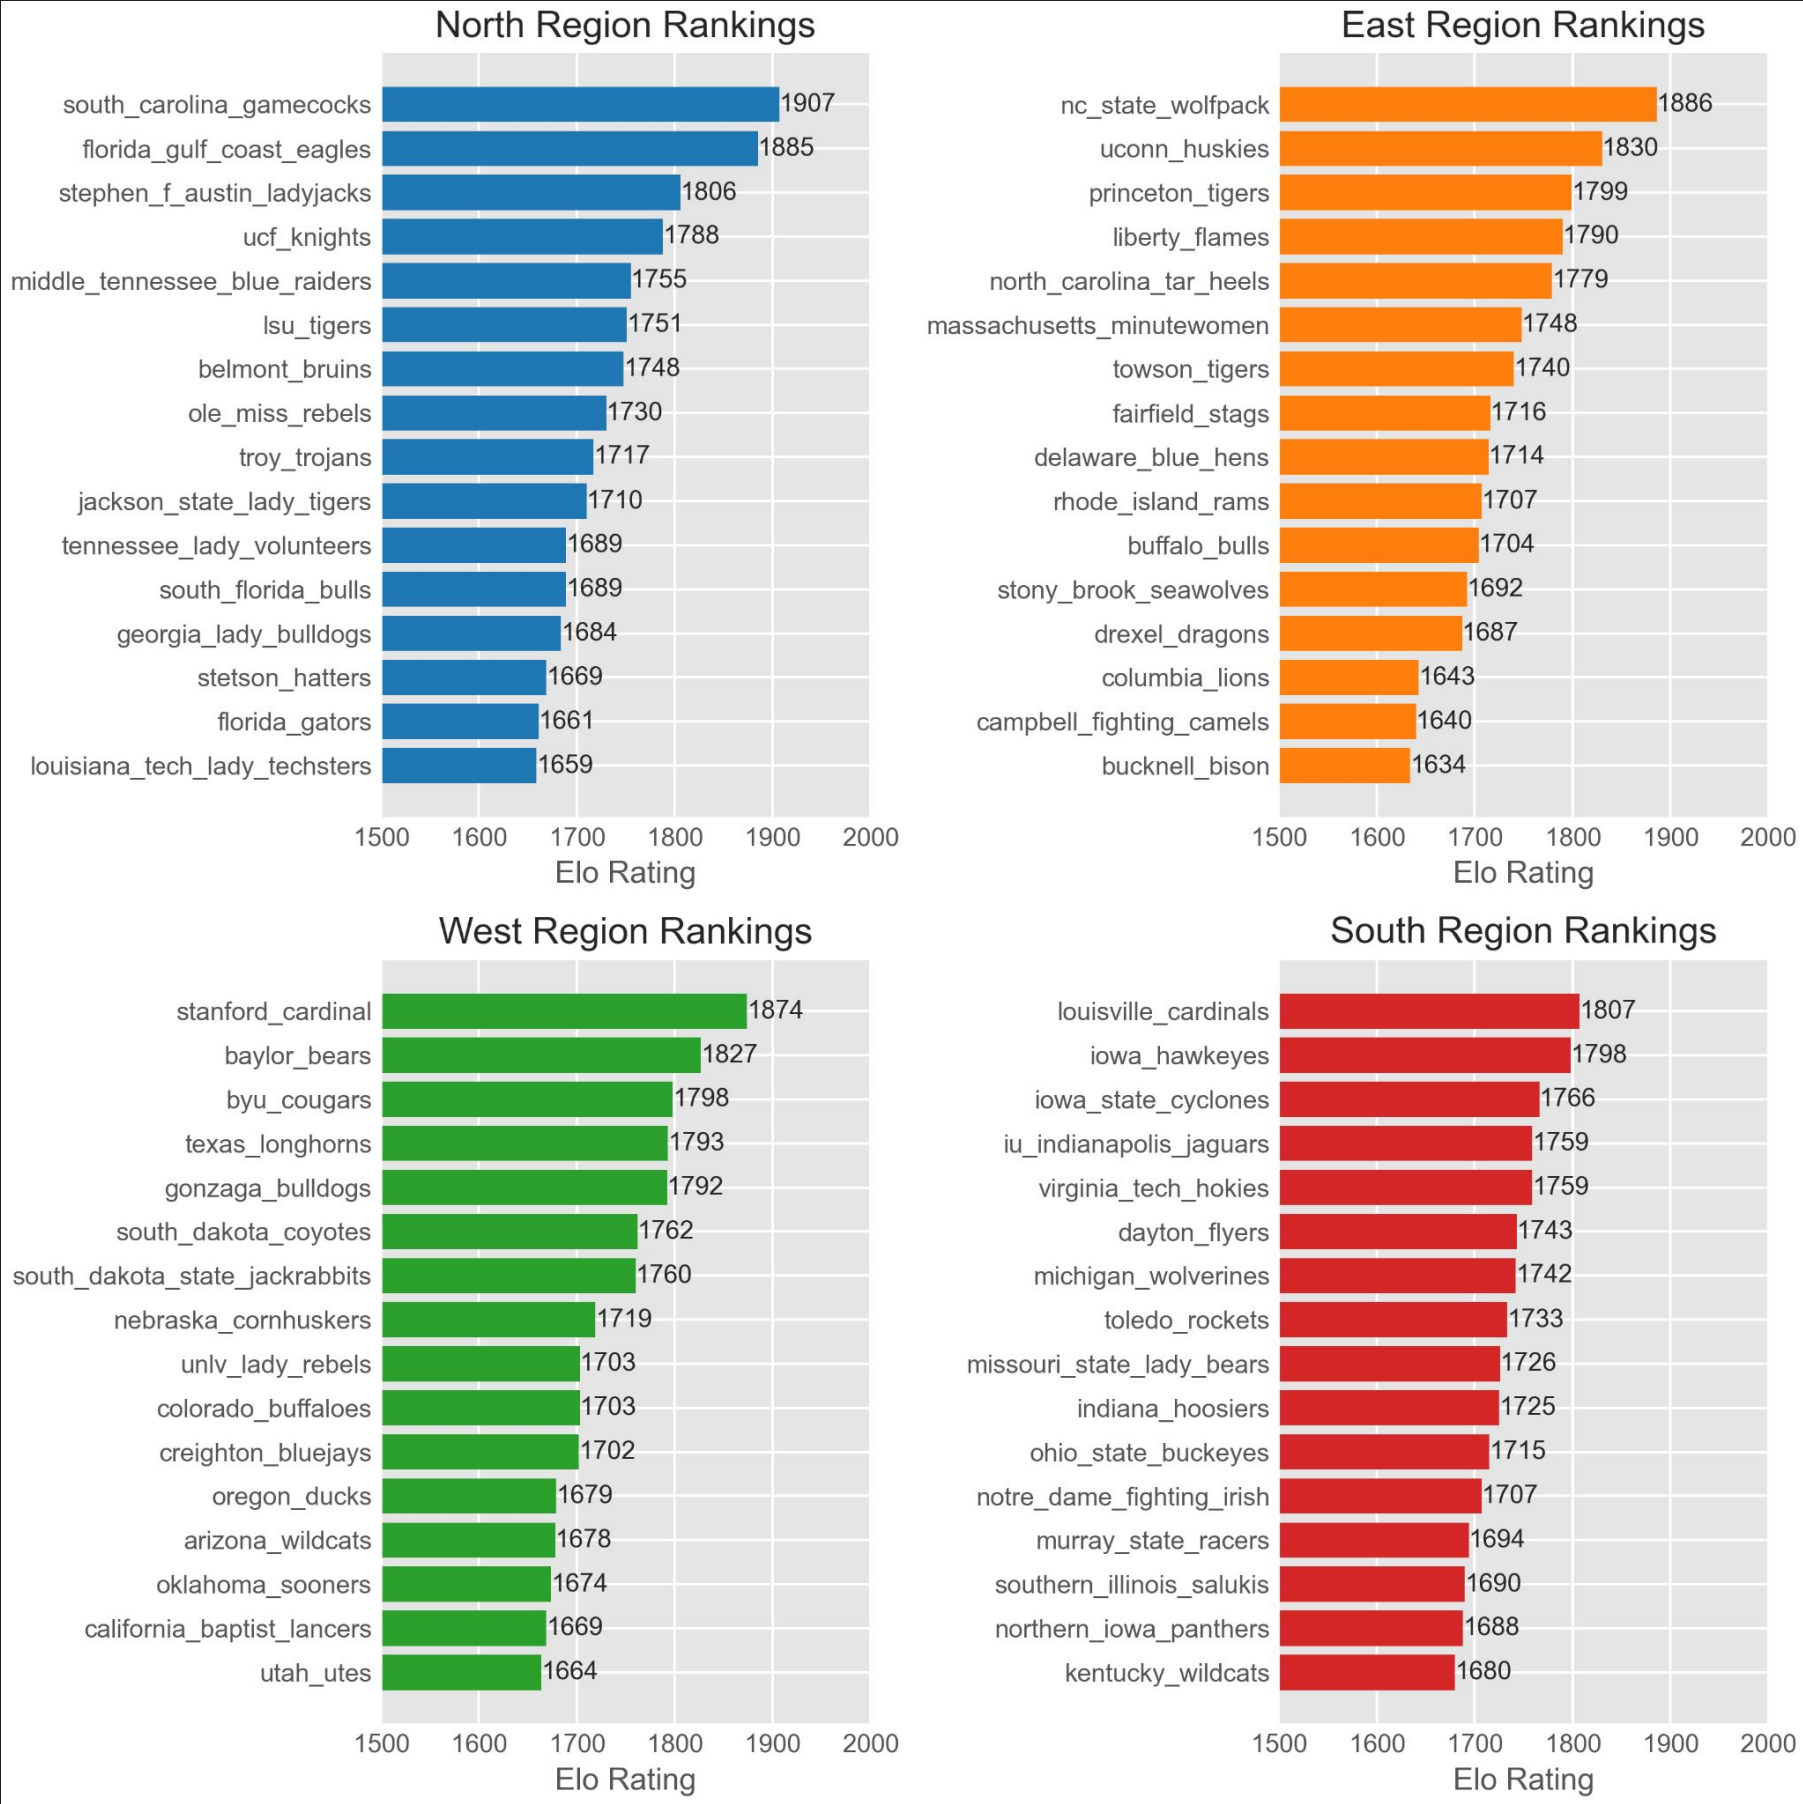 North Region Rankings
south_carolina_gamecocks 1907
florida_gulf_coast_eagles 1885
stephen_f_austin_ladyjacks 1806
ucf_knights 1788
middle_tennessee_blue_raiders 1755
lsu_tigers 1751
belmont_bruins 1748
ole_miss_rebels 1730
troy_trojans 1717
jackson_state_lady_tigers 1710
tennessee_lady_volunteers 1689
south_florida_bulls 1689
georgia_lady_bulldogs 1684
stetson_hatters 1669
florida_gators 1661
louisiana_tech_lady_techsters 1659
1500 1600 1700 1800 1900 2000
Elo Rating
East Region Rankings
nc_state_wolfpack 1886
uconn_huskies 1830
princeton_tigers 1799
liberty_flames 1790
north_carolina_tar_heels 1779
massachusetts_minutewomen 1748
towson_tigers 1740
fairfield_stags 1716
delaware_blue_hens 1714
rhode_island_rams 1707
buffalo_bulls 1704
stony_brook_seawolves 1692
drexel_dragons 1687
columbia_lions 1643
campbell_fighting_camels 1640
bucknell_bison 1634
1500 1600 1700 1800 1900 2000
Elo Rating
West Region Rankings
stanford_cardinal 1874
baylor_bears 1827
byu_cougars 1798
texas_longhorns 1793
gonzaga_bulldogs 1792
south_dakota_coyotes 1762
south_dakota_state_jackrabbits 1760
nebraska_cornhuskers 1719
unlv_lady_rebels 1703
colorado_buffaloes 1703
creighton_bluejays 1702
oregon_ducks 1679
arizona_wildcats 1678
oklahoma_sooners 1674
california_baptist_lancers 1669
utah_utes 1664
1500 1600 1700 1800 1900 2000
Elo Rating
South Region Rankings
louisville_cardinals 1807
iowa_hawkeyes 1798
iowa_state_cyclones 1766
iu_indianapolis_jaguars 1759
virginia_tech_hokies 1759
dayton_flyers 1743
michigan_wolverines 1742
toledo_rockets 1733
missouri_state_lady_bears 1726
indiana_hoosiers 1725
ohio_state_buckeyes 1715
notre_dame_fighting_irish 1707
murray_state_racers 1694
southern_illinois_salukis 1690
northern_iowa_panthers 1688
kentucky_wildcats 1680
1500 1600 1700 1800 1900 2000
Elo Rating